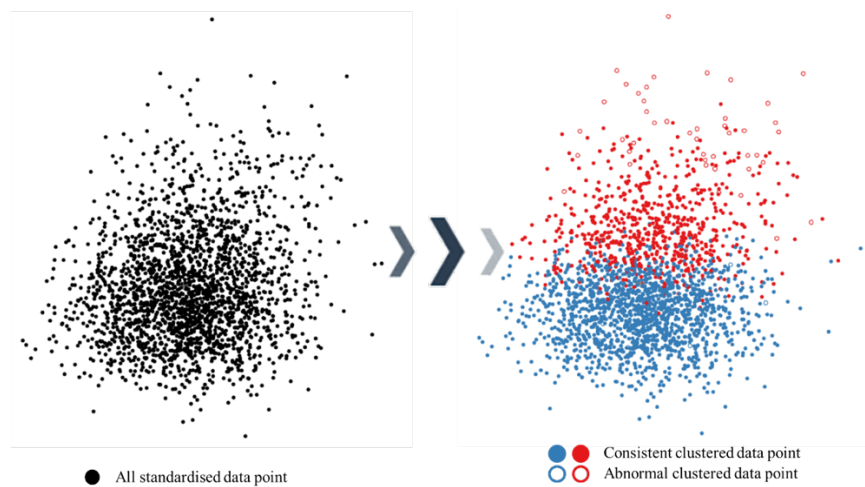 All standardised data point
Consistent clustered data point
Abnormal clustered data point